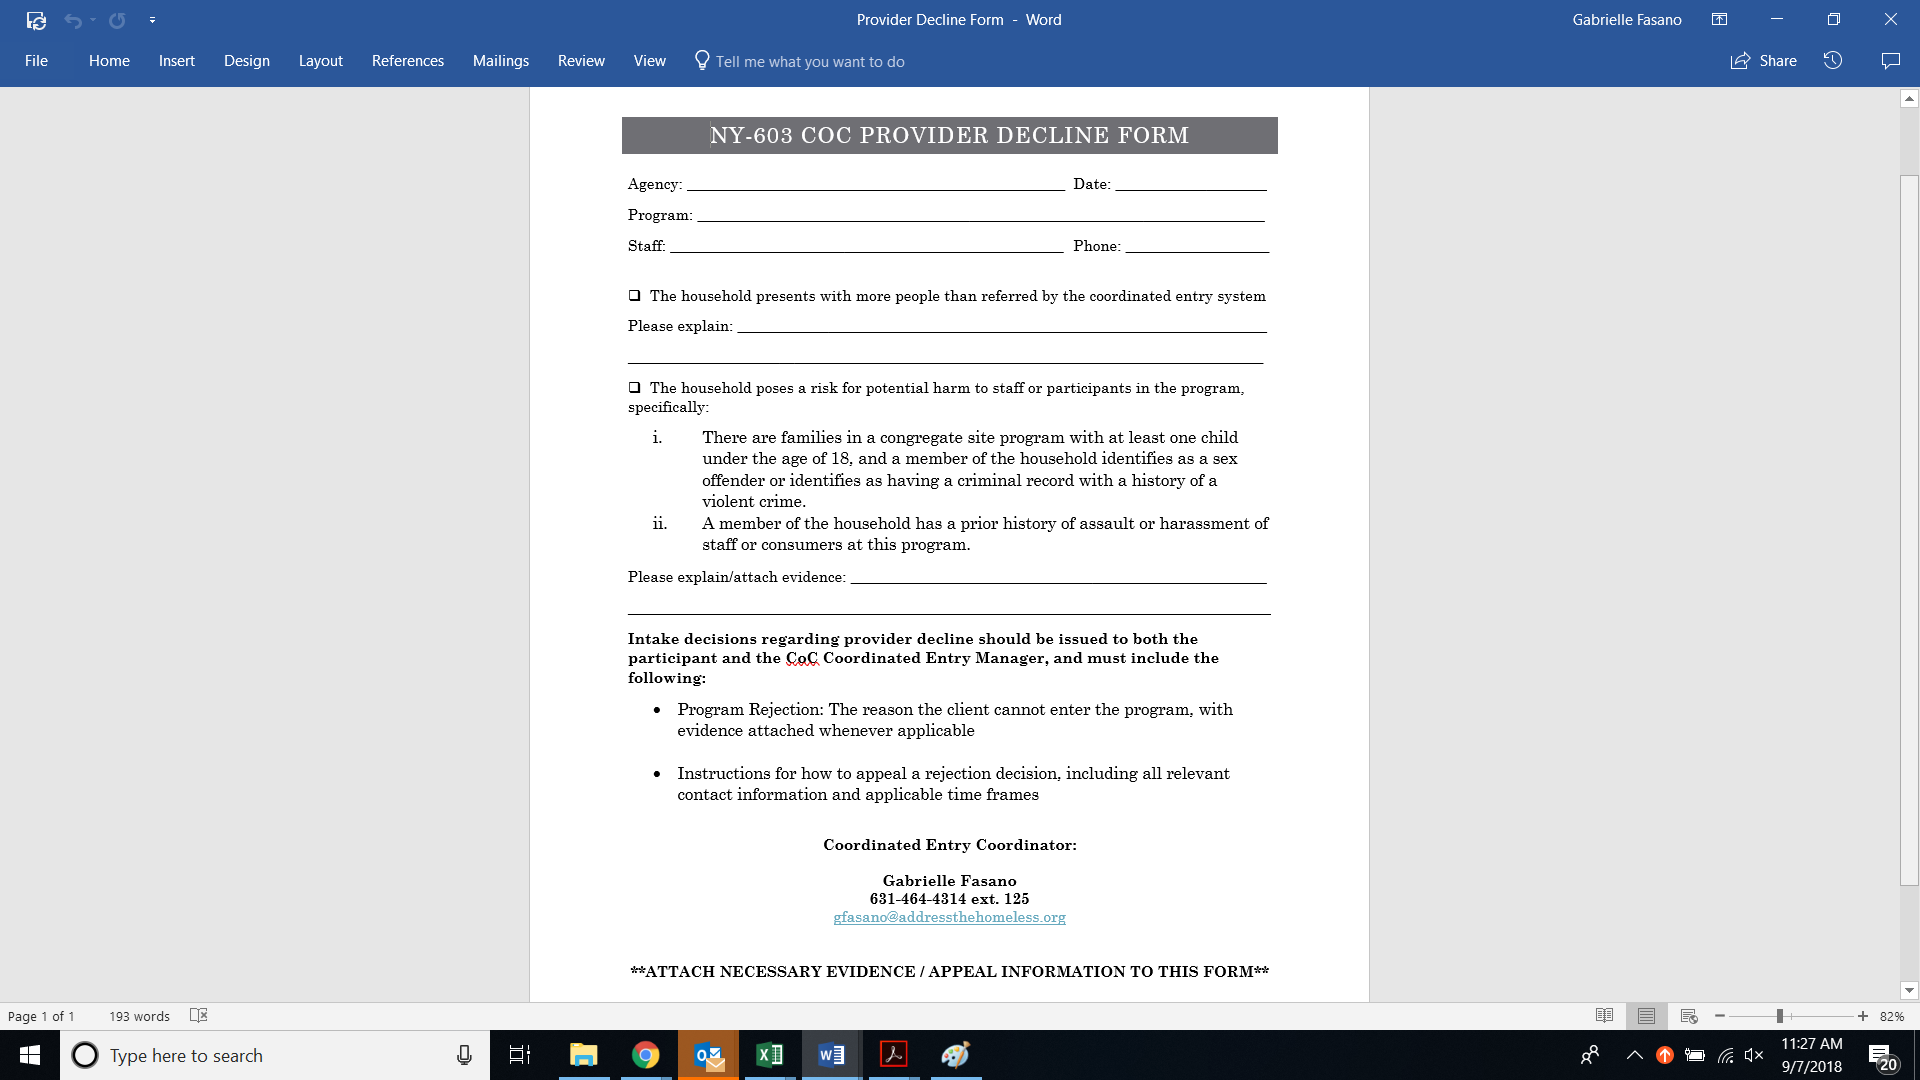 Provider Decline Form - Word
Gabrielle Fasano
File Home Insert Design Layout References Mailings Review View Tell me what you want to do Share
NY-603 COC PROVIDER DECLINE FORM
Agency: ____________________ Date: ____________________
Program: ____________________
Staff: ____________________ Phone: ____________________
❑ The household presents with more people than referred by the coordinated entry system
Please explain: ____________________
____________________
❑ The household poses a risk for potential harm to staff or participants in the program,
specifically:
i. There are families in a congregate site program with at least one child
under the age of 18, and a member of the household identifies as a sex
offender or identifies as having a criminal record with a history of a
violent crime.
ii. A member of the household has a prior history of assault or harassment of
staff or consumers at this program.
Please explain/attach evidence: ____________________
____________________
Intake decisions regarding provider decline should be issued to both the
participant and the CoC Coordinated Entry Manager, and must include the
following:
• Program Rejection: The reason the client cannot enter the program, with
evidence attached whenever applicable
• Instructions for how to appeal a rejection decision, including all relevant
contact information and applicable time frames
Coordinated Entry Coordinator:
Gabrielle Fasano
631-464-4314 ext. 125
gfasano@addressthehomeless.org
**ATTACH NECESSARY EVIDENCE / APPEAL INFORMATION TO THIS FORM**
Page 1 of 1 193 words 82%
Type here to search
11:27 AM
9/7/2018
20